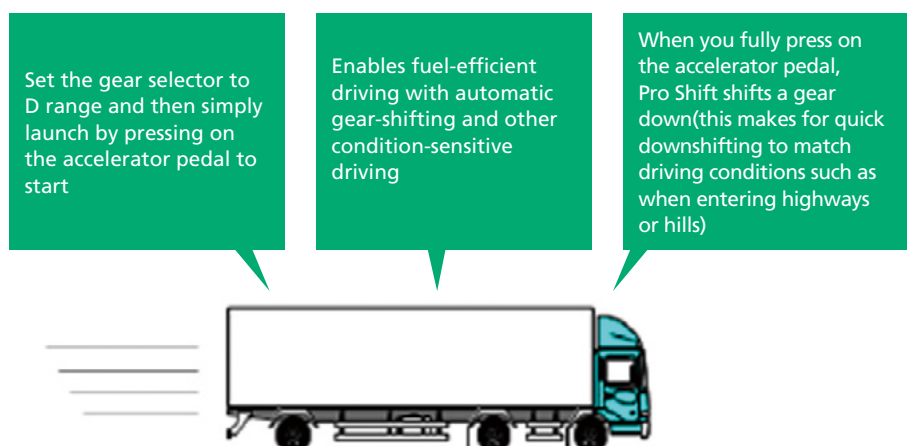 Set the gear selector to
D range and then simply
launch by pressing on
the accelerator pedal to
start
Enables fuel-efficient
driving with automatic
gear-shifting and other
condition-sensitive
driving
When you fully press on
the accelerator pedal,
Pro Shift shifts a gear
down(this makes for quick
downshifting to match
driving conditions such as
when entering highways
or hills)